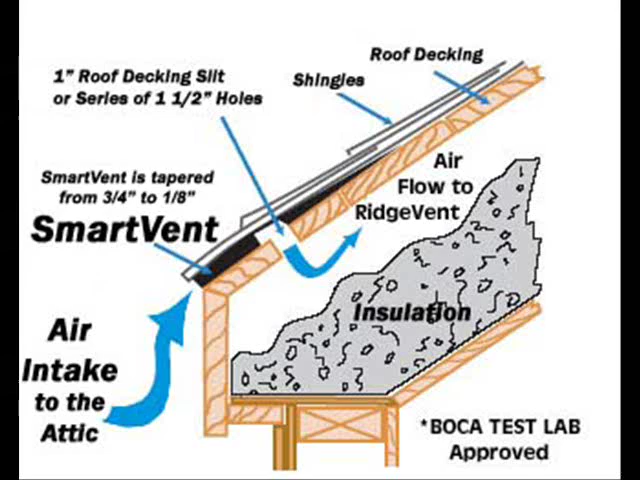 Roof Decking
1” Roof Decking Slit
or Series of 1 1/2” Holes
Shingles
SmartVent is tapered
from 3/4” to 1/8”
SmartVent
Air
Flow to
RidgeVent
Insulation
Air
Intake
to the
Attic
*BOCA TEST LAB
Approved